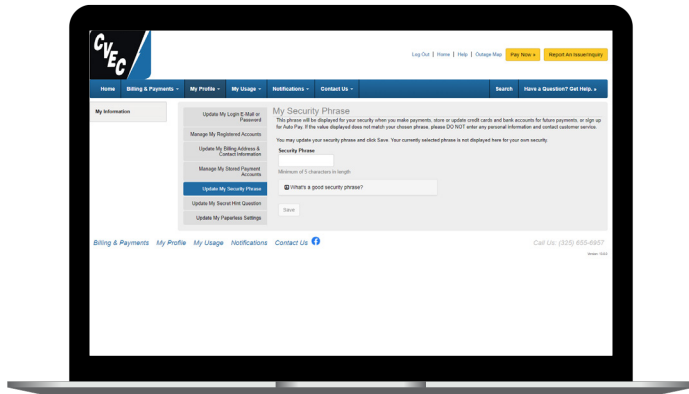 CVEC
Log Out | Home | Help | Outage Map Pay Now » Report An Issue/Inquiry
Home Billing & Payments My Profile My Usage Notifications Contact Us Search Have a Question? Get Help.
My Information
Update My Login E-Mail or
Password
Manage My Registered Accounts
Update My Billing Address &
Contact Information
Manage My Stored Payment
Accounts
Update My Security Phrase
Update My Secret Hint Question
Update My Paperless Settings
My Security Phrase
This phrase will be displayed for your security when you make payments, store or update credit cards and bank accounts for future payments, or sign up
for Auto Pay. If the value displayed does not match your chosen phrase, please DO NOT enter any personal information and contact customer service.
You may update your security phrase and click Save. Your currently selected phrase is not displayed here for your own security.
Security Phrase
Minimum of 5 characters in length
What's a good security phrase?
Save
Billing & Payments My Profile My Usage Notifications Contact Us